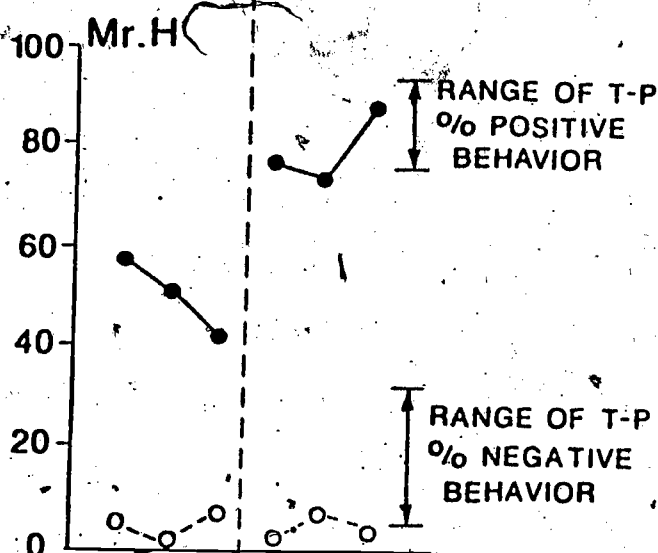 Mr. H
100
80
60
40
20
0
RANGE OF T-P
% POSITIVE
BEHAVIOR
RANGE OF T-P
% NEGATIVE
BEHAVIOR